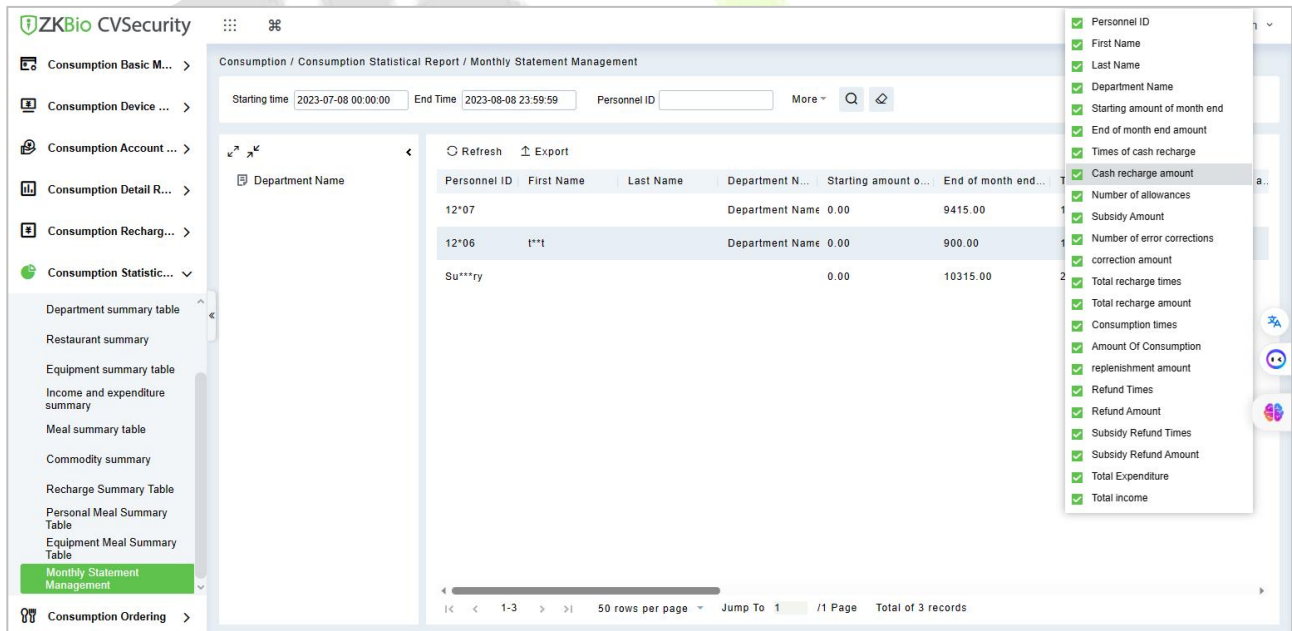 ZKBio CVSecurity
Consumption Basic M...
Consumption Device ...
Consumption Account ...
Consumption Detail R...
Consumption Recharg...
Consumption Statistic...
Department summary table
Restaurant summary
Equipment summary table
Income and expenditure
summary
Meal summary table
Commodity summary
Recharge Summary Table
Personal Meal Summary
Table
Equipment Meal Summary
Table
Monthly Statement
Management
Consumption Ordering
Consumption / Consumption Statistical Report / Monthly Statement Management
Starting time 2023-07-08 00:00:00 End Time 2023-08-08 23:59:59 Personnel ID More
Department Name
Refresh Export
Personnel ID First Name Last Name Department N... Starting amount o... End of month end... T a..
12*07 Department Name 0.00 9415.00 1
12*06 t**t Department Name 0.00 900.00 1
Su***ry 0.00 10315.00 2
1-3 50 rows per page Jump To 1 /1 Page Total of 3 records
Personnel ID
First Name
Last Name
Department Name
Starting amount of month end
End of month end amount
Times of cash recharge
Cash recharge amount
Number of allowances
Subsidy Amount
Number of error corrections
correction amount
Total recharge times
Total recharge amount
Consumption times
Amount Of Consumption
replenishment amount
Refund Times
Refund Amount
Subsidy Refund Times
Subsidy Refund Amount
Total Expenditure
Total income